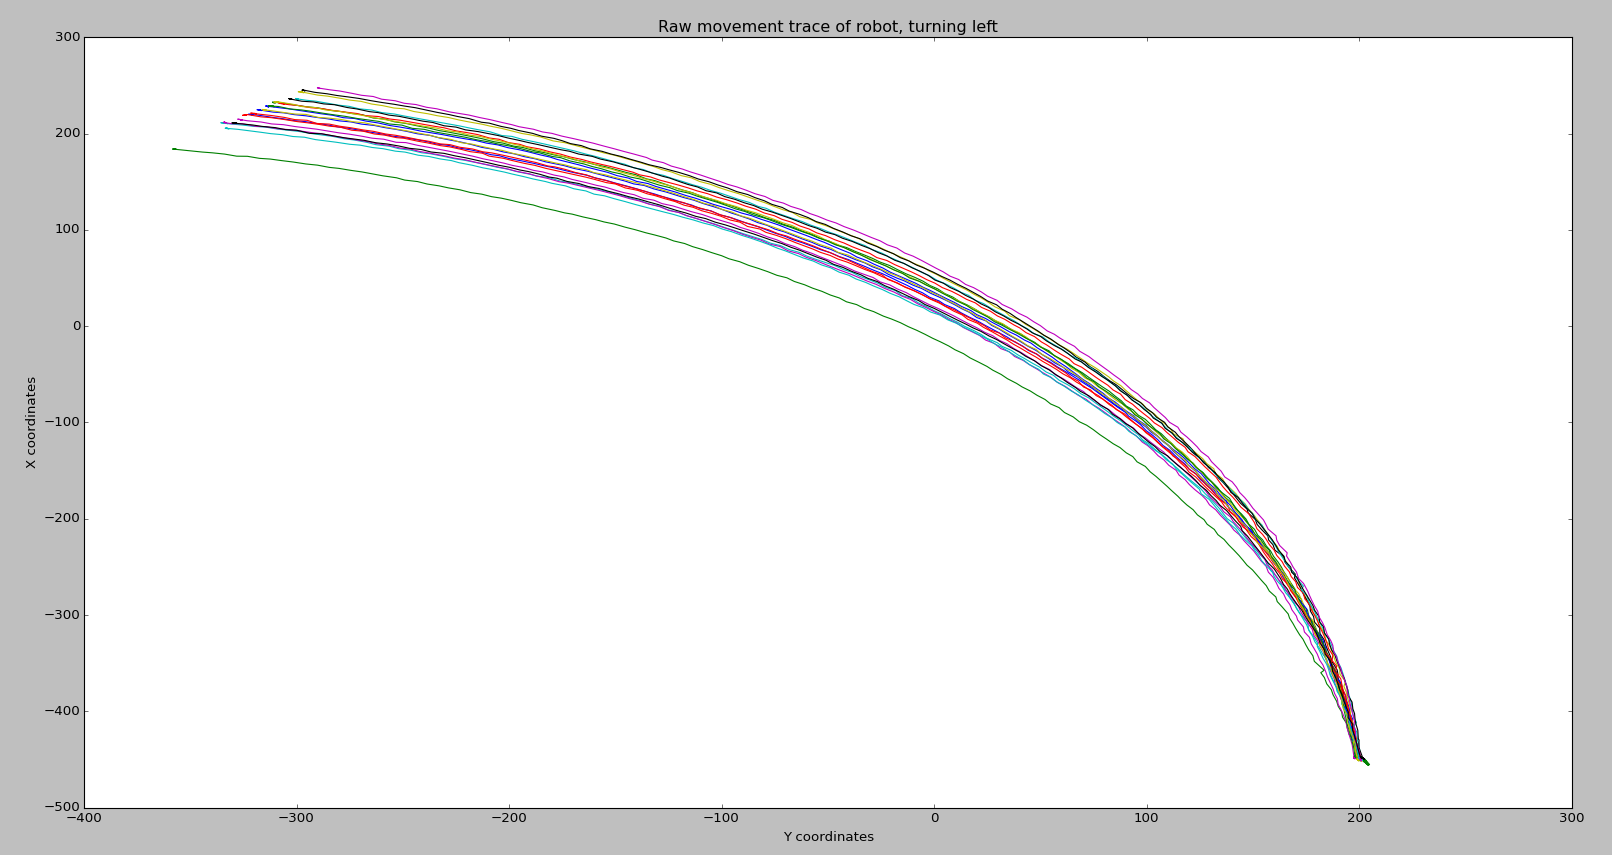 Raw movement trace of robot, turning left
300
200
100
0
−100
−200
−300
−400
−500
X coordinates
−400 −300 −200 −100 0 100 200 300
Y coordinates